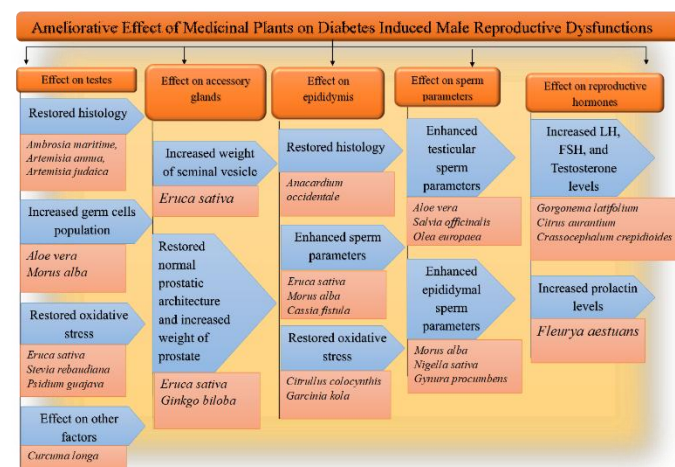 Ameliorative Effect of Medicinal Plants on Diabetes Induced Male Reproductive Dysfunctions
Effect on testes
Restored histology
Ambrosia maritime,
Artemisia annua,
Artemisia judaica
Increased germ cells
population
Aloe vera
Morus alba
Restored oxidative
stress
Eruca sativa
Stevia rebaudiana
Psidium guajava
Effect on other
factors
Curcuma longa
Effect on accessory
glands
Increased weight
of seminal vesicle
Eruca sativa
Restored
normal
prostatic
architecture
and increased
weight of
prostate
Eruca sativa
Ginkgo biloba
Effect on
epididymis
Restored histology
Anacardium
occidentale
Enhanced sperm
parameters
Eruca sativa
Morus alba
Cassia fistula
Restored oxidative
stress
Citrullus colocynthis
Garcinia kola
Effect on sperm
parameters
Enhanced
testicular
sperm
parameters
Aloe vera
Salvia officinalis
Olea europaea
Enhanced
epididymal
sperm
parameters
Morus alba
Nigella sativa
Gynura procumbens
Effect on reproductive
hormones
Increased LH,
FSH, and
Testosterone
levels
Gorgonema latifolium
Citrus aurantium
Crassocephalum crepidioides
Increased prolactin
levels
Fleurya aestuans